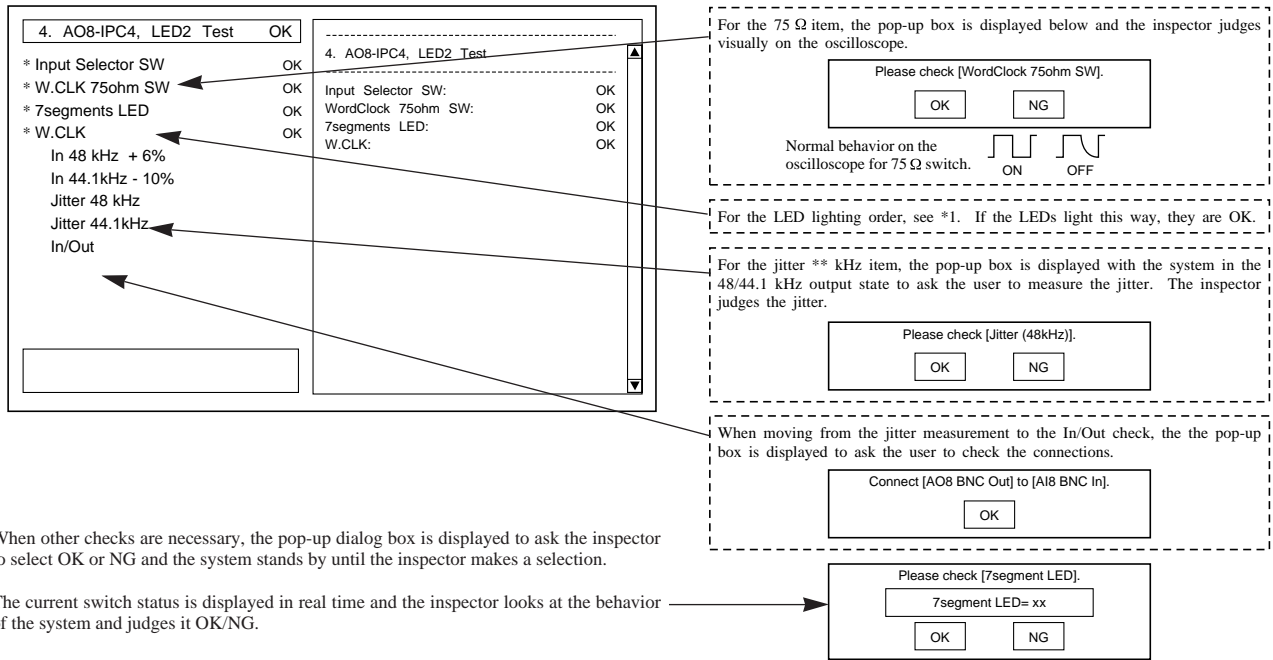 4. AO8-IPC4, LED2 Test OK
* Input Selector SW OK
* W.CLK 75ohm SW OK
* 7segments LED OK
* W.CLK OK
In 48 kHz + 6%
In 44.1kHz - 10%
Jitter 48 kHz
Jitter 44.1kHz
In/Out
4. AO8-IPC4, LED2 Test
Input Selector SW: OK
WordClock 75ohm SW: OK
7segments LED: OK
W.CLK: OK
For the 75 Ω item, the pop-up box is displayed below and the inspector judges
visually on the oscilloscope.
Please check [WordClock 75ohm SW].
OK NG
Normal behavior on the
oscilloscope for 75 Ω switch.
ON OFF
For the LED lighting order, see *1. If the LEDs light this way, they are OK.
For the jitter ** kHz item, the pop-up box is displayed with the system in the
48/44.1 kHz output state to ask the user to measure the jitter. The inspector
judges the jitter.
Please check [Jitter (48kHz)].
OK NG
When moving from the jitter measurement to the In/Out check, the the pop-up
box is displayed to ask the user to check the connections.
Connect [AO8 BNC Out] to [AI8 BNC In].
OK
When other checks are necessary, the pop-up dialog box is displayed to ask the inspector
to select OK or NG and the system stands by until the inspector makes a selection.
The current switch status is displayed in real time and the inspector looks at the behavior
of the system and judges it OK/NG.
Please check [7segment LED].
7segment LED= xx
OK NG